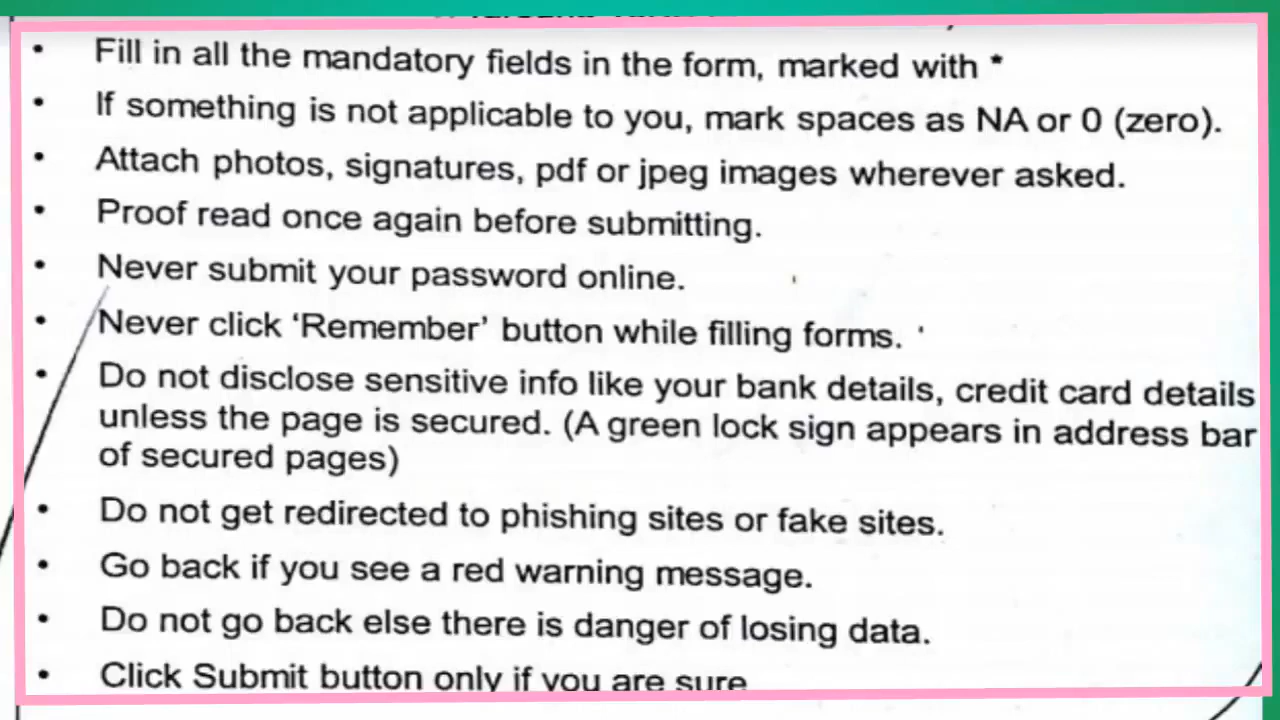 • Fill in all the mandatory fields in the form, marked with *
• If something is not applicable to you, mark spaces as NA or 0 (zero).
• Attach photos, signatures, pdf or jpeg images wherever asked.
• Proof read once again before submitting.
• Never submit your password online.
• Never click ‘Remember’ button while filling forms.
• Do not disclose sensitive info like your bank details, credit card details
unless the page is secured. (A green lock sign appears in address bar
of secured pages)
• Do not get redirected to phishing sites or fake sites.
• Go back if you see a red warning message.
• Do not go back else there is danger of losing data.
• Click Submit button only if you are sure